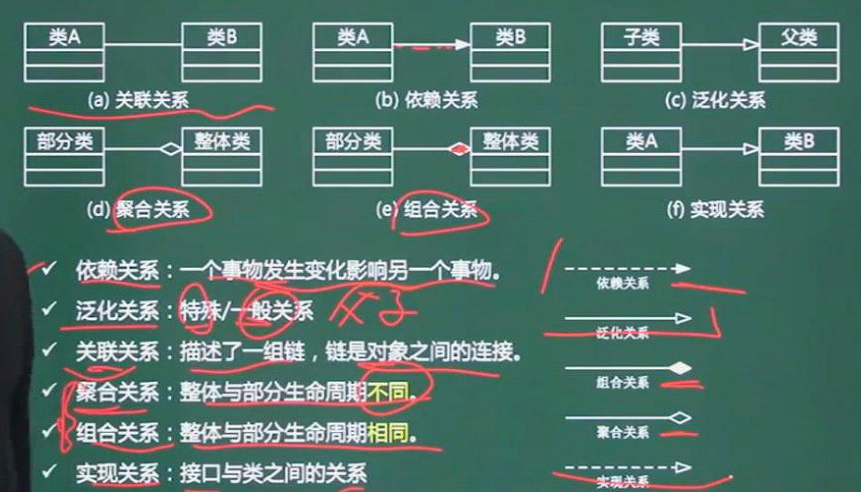 类A 类B 类A 类B 子类 父类
(a) 关联关系 (b) 依赖关系 (c) 泛化关系
部分类 整体类 部分类 整体类 类A 类B
(d) 聚合关系 (e) 组合关系 (f) 实现关系
✓ 依赖关系：一个事物发生变化影响另一个事物。
✓ 泛化关系：特殊/一般关系 父子
✓ 关联关系：描述了一组链，链是对象之间的连接。
✓ 聚合关系：整体与部分生命周期不同。
✓ 组合关系：整体与部分生命周期相同。
✓ 实现关系：接口与类之间的关系
依赖关系
泛化关系
组合关系
聚合关系
实现关系